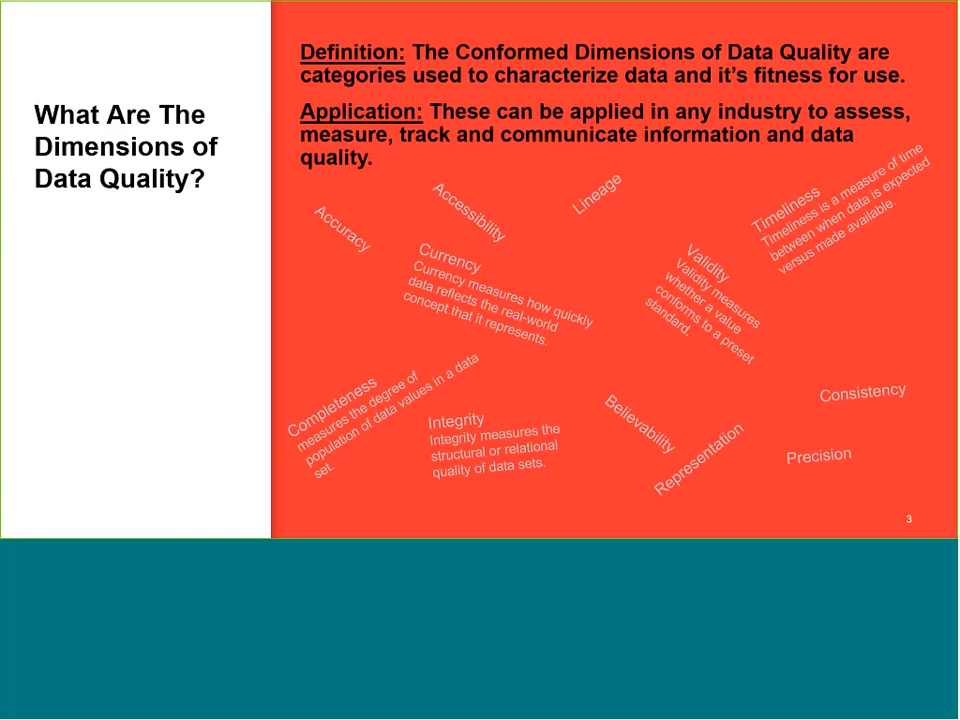 What Are The
Dimensions of
Data Quality?
Definition: The Conformed Dimensions of Data Quality are
categories used to characterize data and it’s fitness for use.
Application: These can be applied in any industry to assess,
measure, track and communicate information and data
quality.
Accuracy
Accessibility
Lineage
Timeliness
Timeliness is a measure of time
between when data is expected
versus made available.
Currency
Currency measures how quickly
data reflects the real-world
concept that it represents.
Validity
Validity measures
whether a value
conforms to a preset
standard.
Completeness
measures the degree of
population of data values in a data
set.
Integrity
Integrity measures the
structural or relational
quality of data sets.
Believability
Representation
Consistency
Precision
3